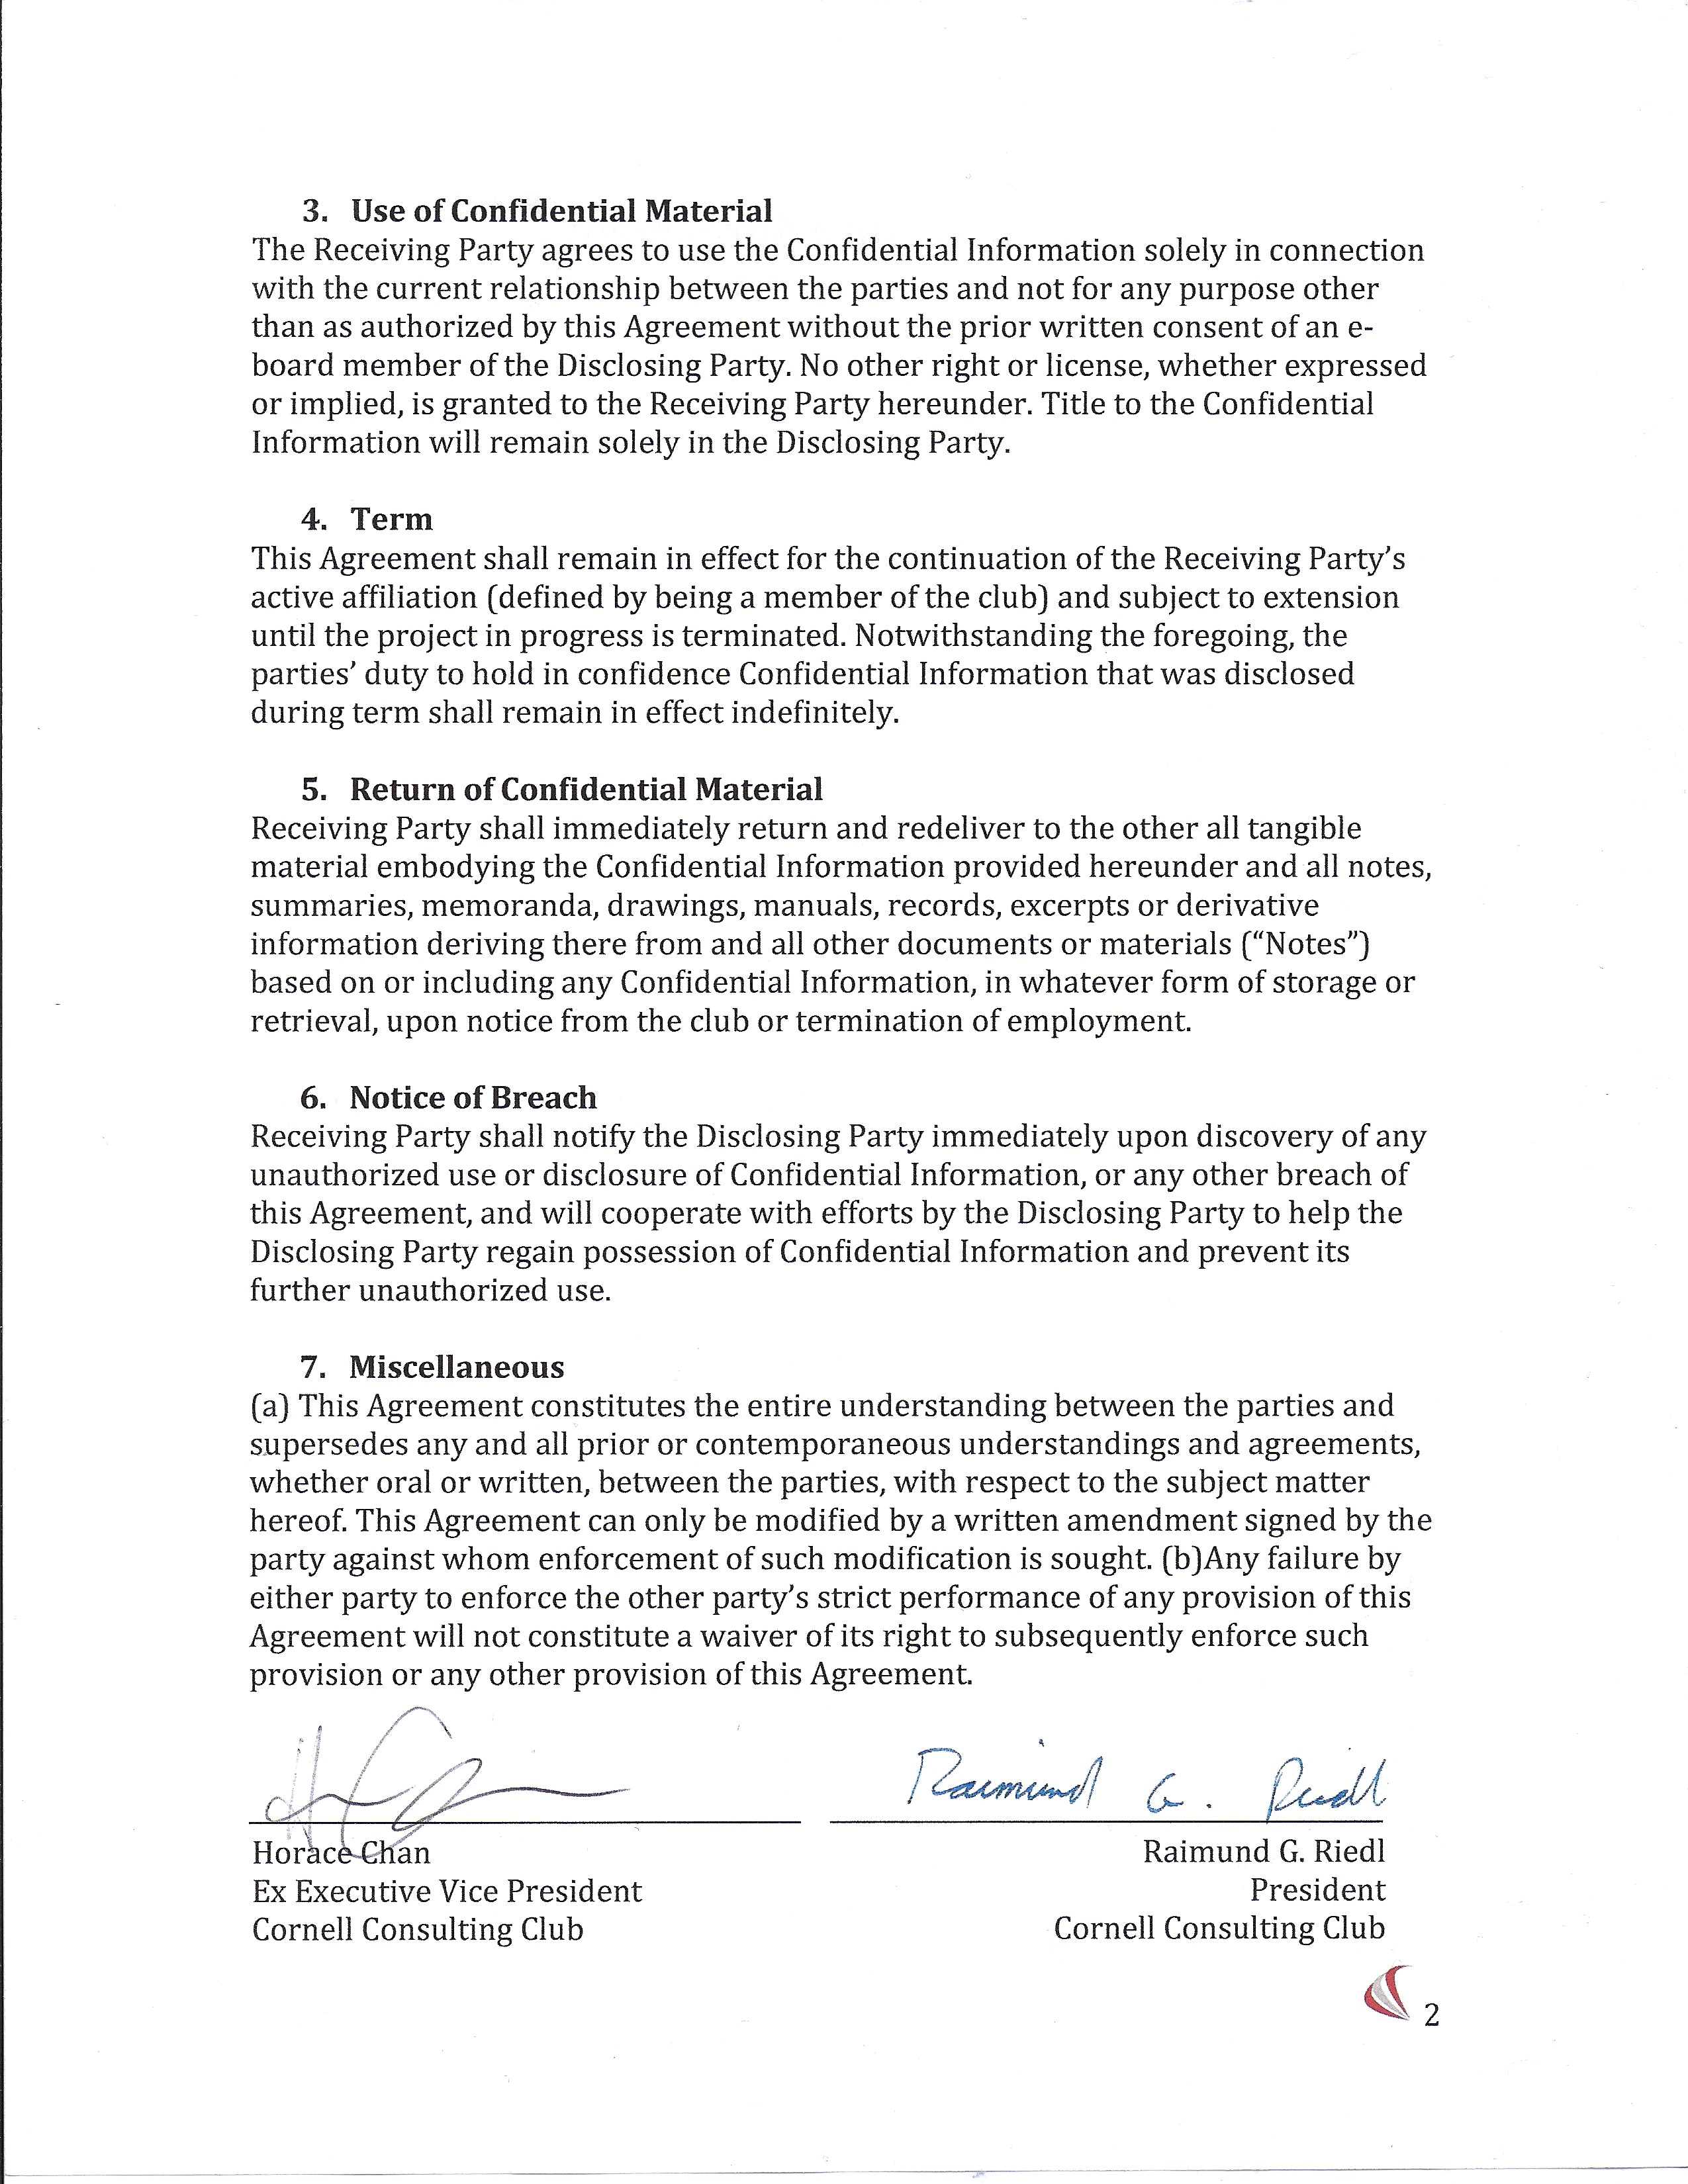 3. Use of Confidential Material
The Receiving Party agrees to use the Confidential Information solely in connection
with the current relationship between the parties and not for any purpose other
than as authorized by this Agreement without the prior written consent of an e-
board member of the Disclosing Party. No other right or license, whether expressed
or implied, is granted to the Receiving Party hereunder. Title to the Confidential
Information will remain solely in the Disclosing Party.
4. Term
This Agreement shall remain in effect for the continuation of the Receiving Party's
active affiliation (defined by being a member of the club) and subject to extension
until the project in progress is terminated. Notwithstanding the foregoing, the
parties' duty to hold in confidence Confidential Information that was disclosed
during term shall remain in effect indefinitely.
5. Return of Confidential Material
Receiving Party shall immediately return and redeliver to the other all tangible
material embodying the Confidential Information provided hereunder and all notes,
summaries, memoranda, drawings, manuals, records, excerpts or derivative
information deriving there from and all other documents or materials (“Notes”)
based on or including any Confidential Information, in whatever form of storage or
retrieval, upon notice from the club or termination of employment.
6. Notice of Breach
Receiving Party shall notify the Disclosing Party immediately upon discovery of any
unauthorized use or disclosure of Confidential Information, or any other breach of
this Agreement, and will cooperate with efforts by the Disclosing Party to help the
Disclosing Party regain possession of Confidential Information and prevent its
further unauthorized use.
7. Miscellaneous
(a) This Agreement constitutes the entire understanding between the parties and
supersedes any and all prior or contemporaneous understandings and agreements,
whether oral or written, between the parties, with respect to the subject matter
hereof. This Agreement can only be modified by a written amendment signed by the
party against whom enforcement of such modification is sought. (b)Any failure by
either party to enforce the other party's strict performance of any provision of this
Agreement will not constitute a waiver of its right to subsequently enforce such
provision or any other provision of this Agreement.
Raimund G. Riedl
Horace Chan
Ex Executive Vice President
Cornell Consulting Club
Raimund G. Riedl
President
Cornell Consulting Club
2